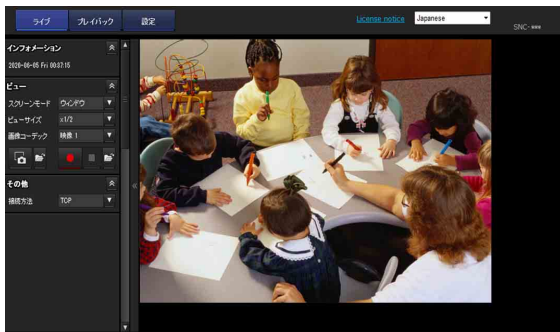 ライブ プレイバック 設定 License notice Japanese SNC-***
インフォメーション
2020-06-05 Fri 00:37:15
ビュー
スクリーンモード ウィンドウ
ビューサイズ x1/2
画像コーデック 映像 1
その他
接続方法 TCP